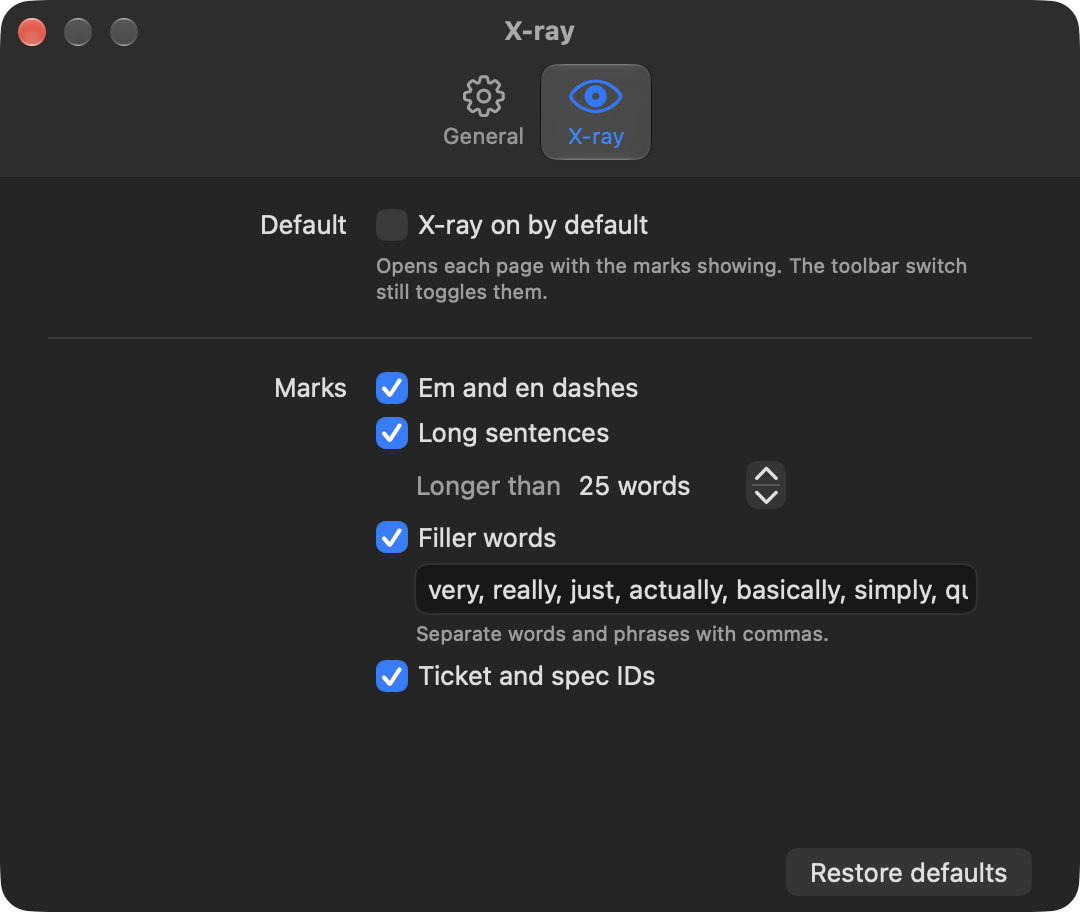 X-ray
General
X-ray
Default
X-ray on by default
Opens each page with the marks showing. The toolbar switch
still toggles them.
Marks
Em and en dashes
Long sentences
Longer than 25 words
Filler words
very, really, just, actually, basically, simply,
Separate words and phrases with commas.
Ticket and spec IDs
Restore defaults